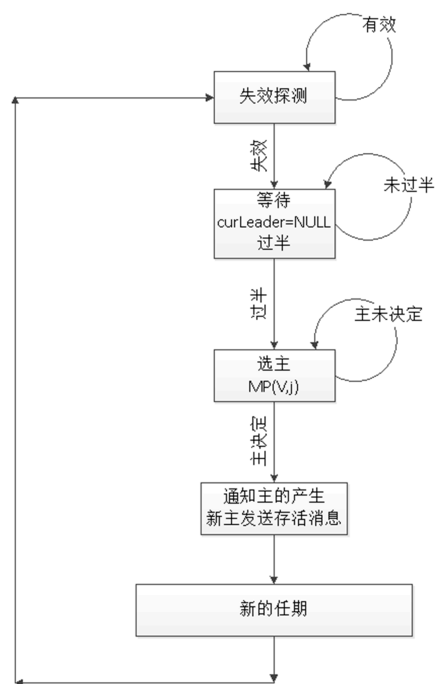 有效
失效探测
失效
等待
curLeader=NULL
过半
未过半
过半
主未决定
选主
MP(V,j)
主决定
通知主的产生
新主发送存活消息
新的任期